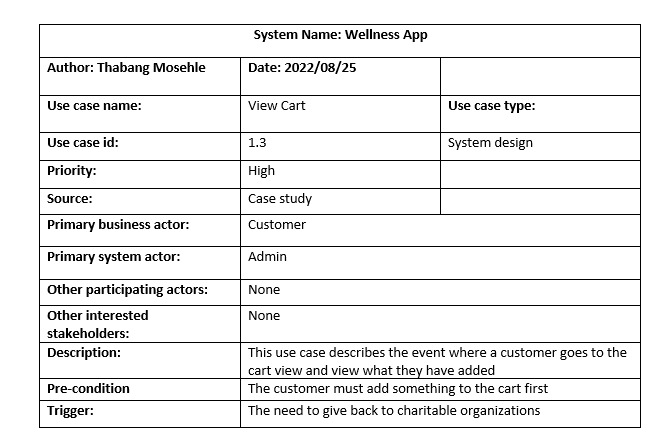 System Name: Wellness App
Author: Thabang Mosehle Date: 2022/08/25
Use case name: View Cart Use case type:
Use case id: 1.3 System design
Priority: High
Source: Case study
Primary business actor: Customer
Primary system actor: Admin
Other participating actors: None
Other interested None
stakeholders:
Description: This use case describes the event where a customer goes to the
cart view and view what they have added
Pre-condition The customer must add something to the cart first
Trigger: The need to give back to charitable organizations